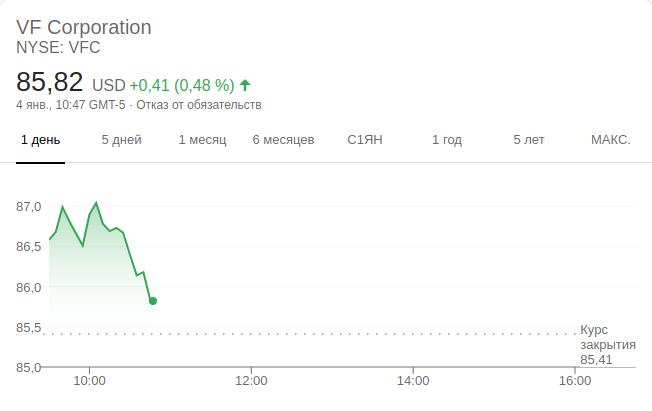 VF Corporation
NYSE: VFC
85,82 USD +0,41 (0,48 %)
4 янв., 10:47 GMT-5 · Отказ от обязательств
1 день 5 дней 1 месяц 6 месяцев С1ЯН 1 год 5 лет МАКС.
87,0
86,5
86,0
85,5
85,0
Курс
закрытия
85,41
10:00 12:00 14:00 16:00